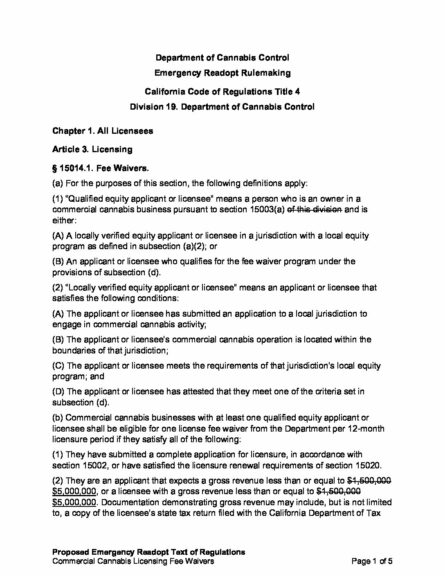 Department of Cannabis Control
Emergency Readopt Rulemaking
California Code of Regulations Title 4
Division 19. Department of Cannabis Control
Chapter 1. All Licensees
Article 3. Licensing
§ 15014.1. Fee Waivers.
(a) For the purposes of this section, the following definitions apply:
(1) "Qualified equity applicant or licensee" means a person who is an owner in a
commercial cannabis business pursuant to section 15003(a) of this division and is
either:
(A) A locally verified equity applicant or licensee in a jurisdiction with a local equity
program as defined in subsection (a)(2); or
(B) An applicant or licensee who qualifies for the fee waiver program under the
provisions of subsection (d).
(2) "Locally verified equity applicant or licensee" means an applicant or licensee that
satisfies the following conditions:
(A) The applicant or licensee has submitted an application to a local jurisdiction to
engage in commercial cannabis activity;
(B) The applicant or licensee's commercial cannabis operation is located within the
boundaries of that jurisdiction;
(C) The applicant or licensee meets the requirements of that jurisdiction's local equity
program; and
(D) The applicant or licensee has attested that they meet one of the criteria set in
subsection (d).
(b) Commercial cannabis businesses with at least one qualified equity applicant or
licensee shall be eligible for one license fee waiver from the Department per 12-month
licensure period if they satisfy all of the following:
(1) They have submitted a complete application for licensure, in accordance with
section 15002, or have satisfied the licensure renewal requirements of section 15020.
(2) They are an applicant that expects a gross revenue less than or equal to $1,500,000
$5,000,000, or a licensee with a gross revenue less than or equal to $1,500,000
$5,000,000. Documentation demonstrating gross revenue may include, but is not limited
to, a copy of the licensee's state tax return filed with the California Department of Tax
Proposed Emergency Readopt Text of Regulations
Commercial Cannabis Licensing Fee Waivers Page 1 of 5